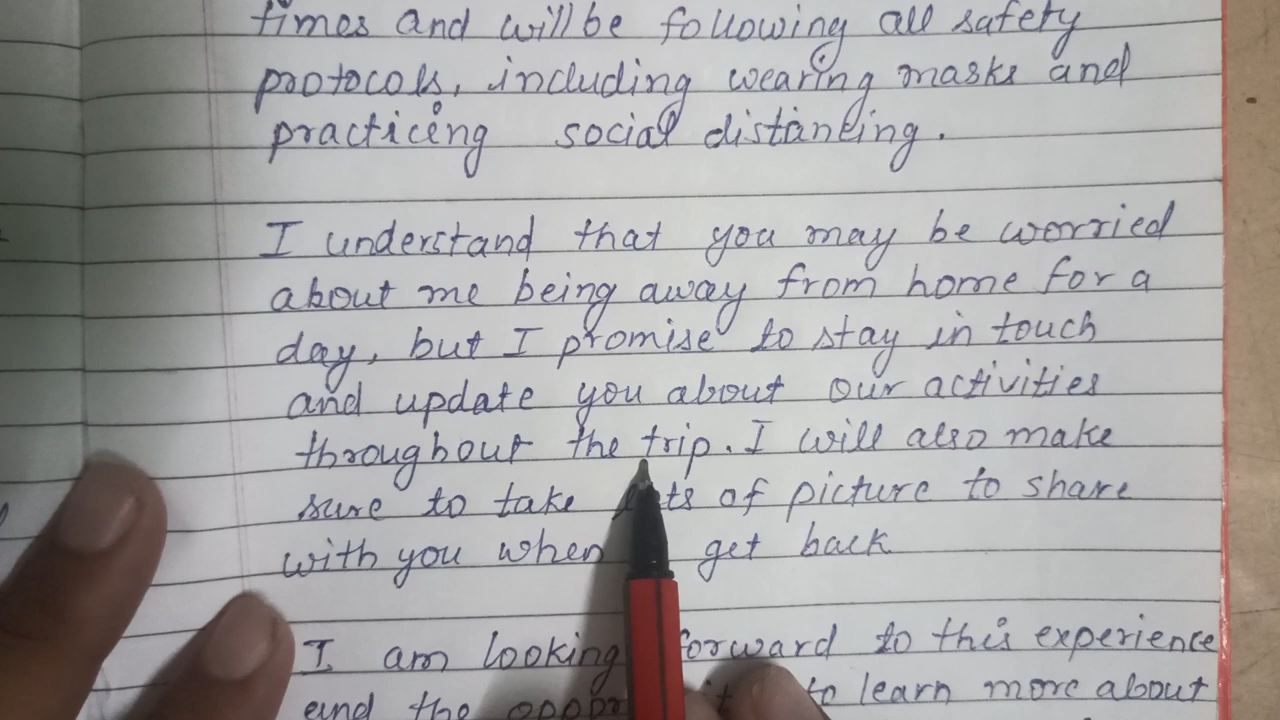 times and will be following all safety
protocols, including wearing masks and
practicing social distancing.
I understand that you may be worried
about me being away from home for a
day, but I promise to stay in touch
and update you about our activities
throughout the trip. I will also make
sure to take lots of picture to share
with you when get back
I am looking forward to this experience
and the to learn more about